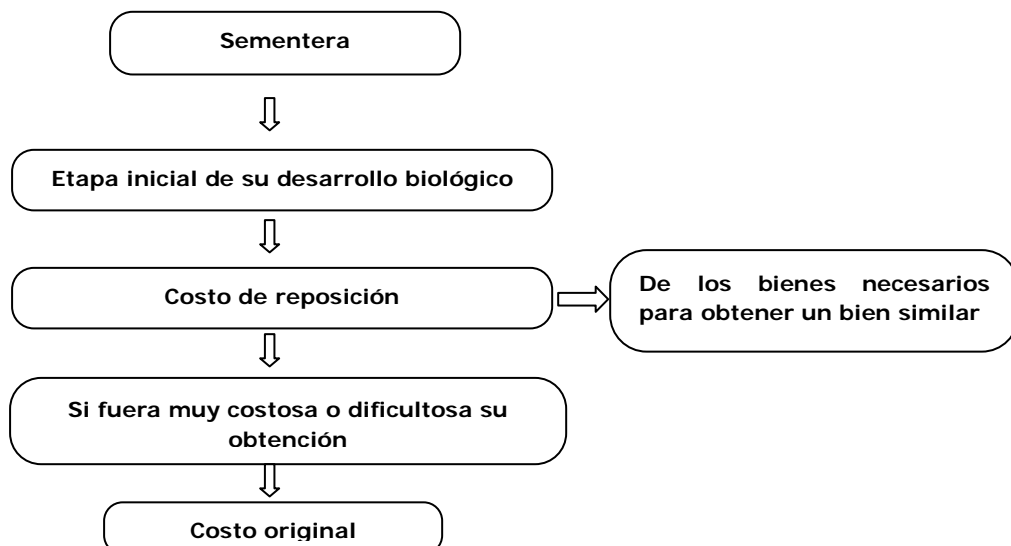 Sementera
Etapa inicial de su desarrollo biológico
Costo de reposición
De los bienes necesarios
para obtener un bien similar
Si fuera muy costosa o dificultosa su
obtención
Costo original